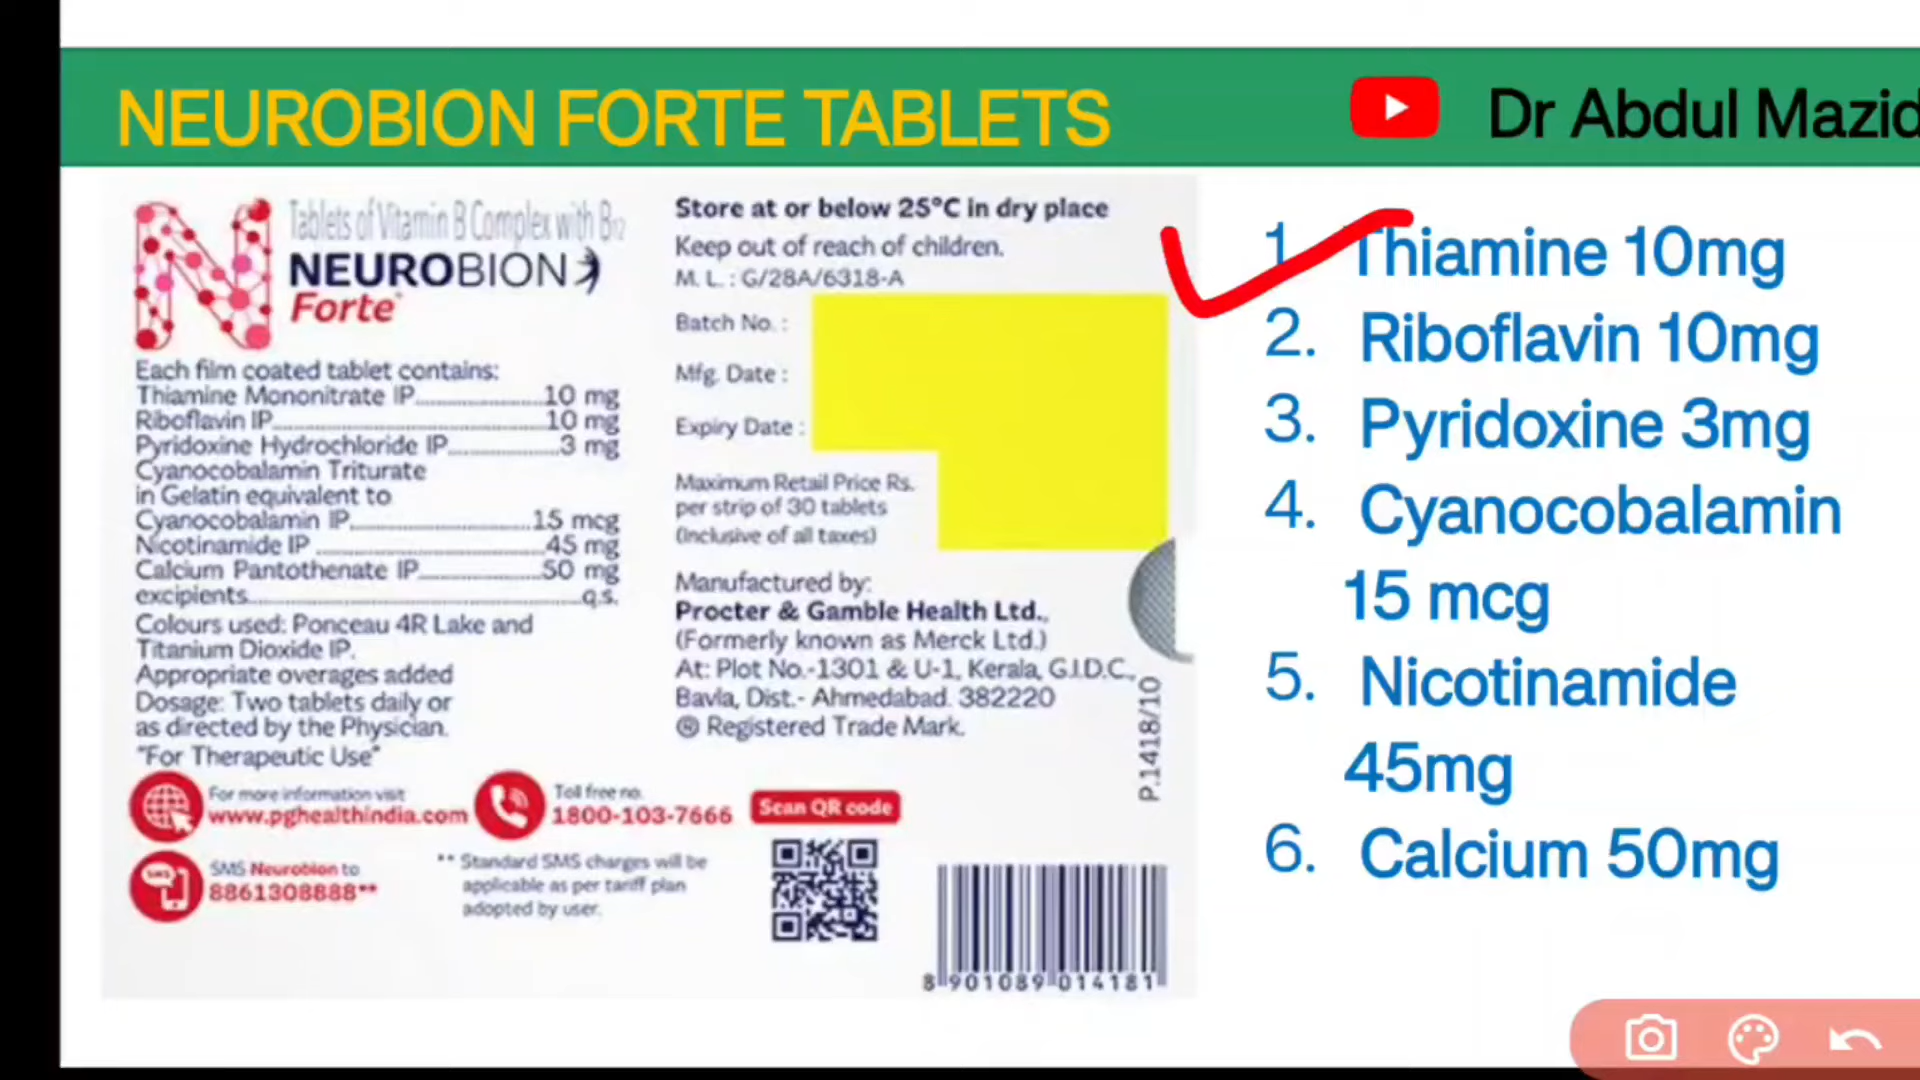 NEUROBION FORTE TABLETS
Dr Abdul Mazid
Tablets of Vitamin B Complex with B12
NEUROBION
Forte
Each film coated tablet contains:
Thiamine Mononitrate IP 10 mg
Riboflavin IP 10 mg
Pyridoxine Hydrochloride IP 3 mg
Cyanocobalamin Triturate
in Gelatin equivalent to
Cyanocobalamin IP 15 mcg
Nicotinamide IP 45 mg
Calcium Pantothenate IP 50 mg
excipients q.s.
Colours used: Ponceau 4R Lake and
Titanium Dioxide IP.
Appropriate overages added
Dosage: Two tablets daily or
as directed by the Physician.
"For Therapeutic Use"
For more information visit
www.pghealthindia.com
Toll free no.
1800-103-7666
Scan QR code
SMS Neurobion to
8861308888**
** Standard SMS charges will be
applicable as per tariff plan
adopted by user.
Store at or below 25°C in dry place
Keep out of reach of children.
M. L. : G/28A/6318-A
Batch No. :
Mfg. Date :
Expiry Date :
Maximum Retail Price Rs.
per strip of 30 tablets
(Inclusive of all taxes)
Manufactured by:
Procter & Gamble Health Ltd.,
(Formerly known as Merck Ltd.)
At: Plot No.-1301 & U-1, Kerala, G.I.D.C.,
Bavla, Dist.- Ahmedabad. 382220
® Registered Trade Mark.
P.1418/10
8 901089 014181
1. Thiamine 10mg
2. Riboflavin 10mg
3. Pyridoxine 3mg
4. Cyanocobalamin
15 mcg
5. Nicotinamide
45mg
6. Calcium 50mg